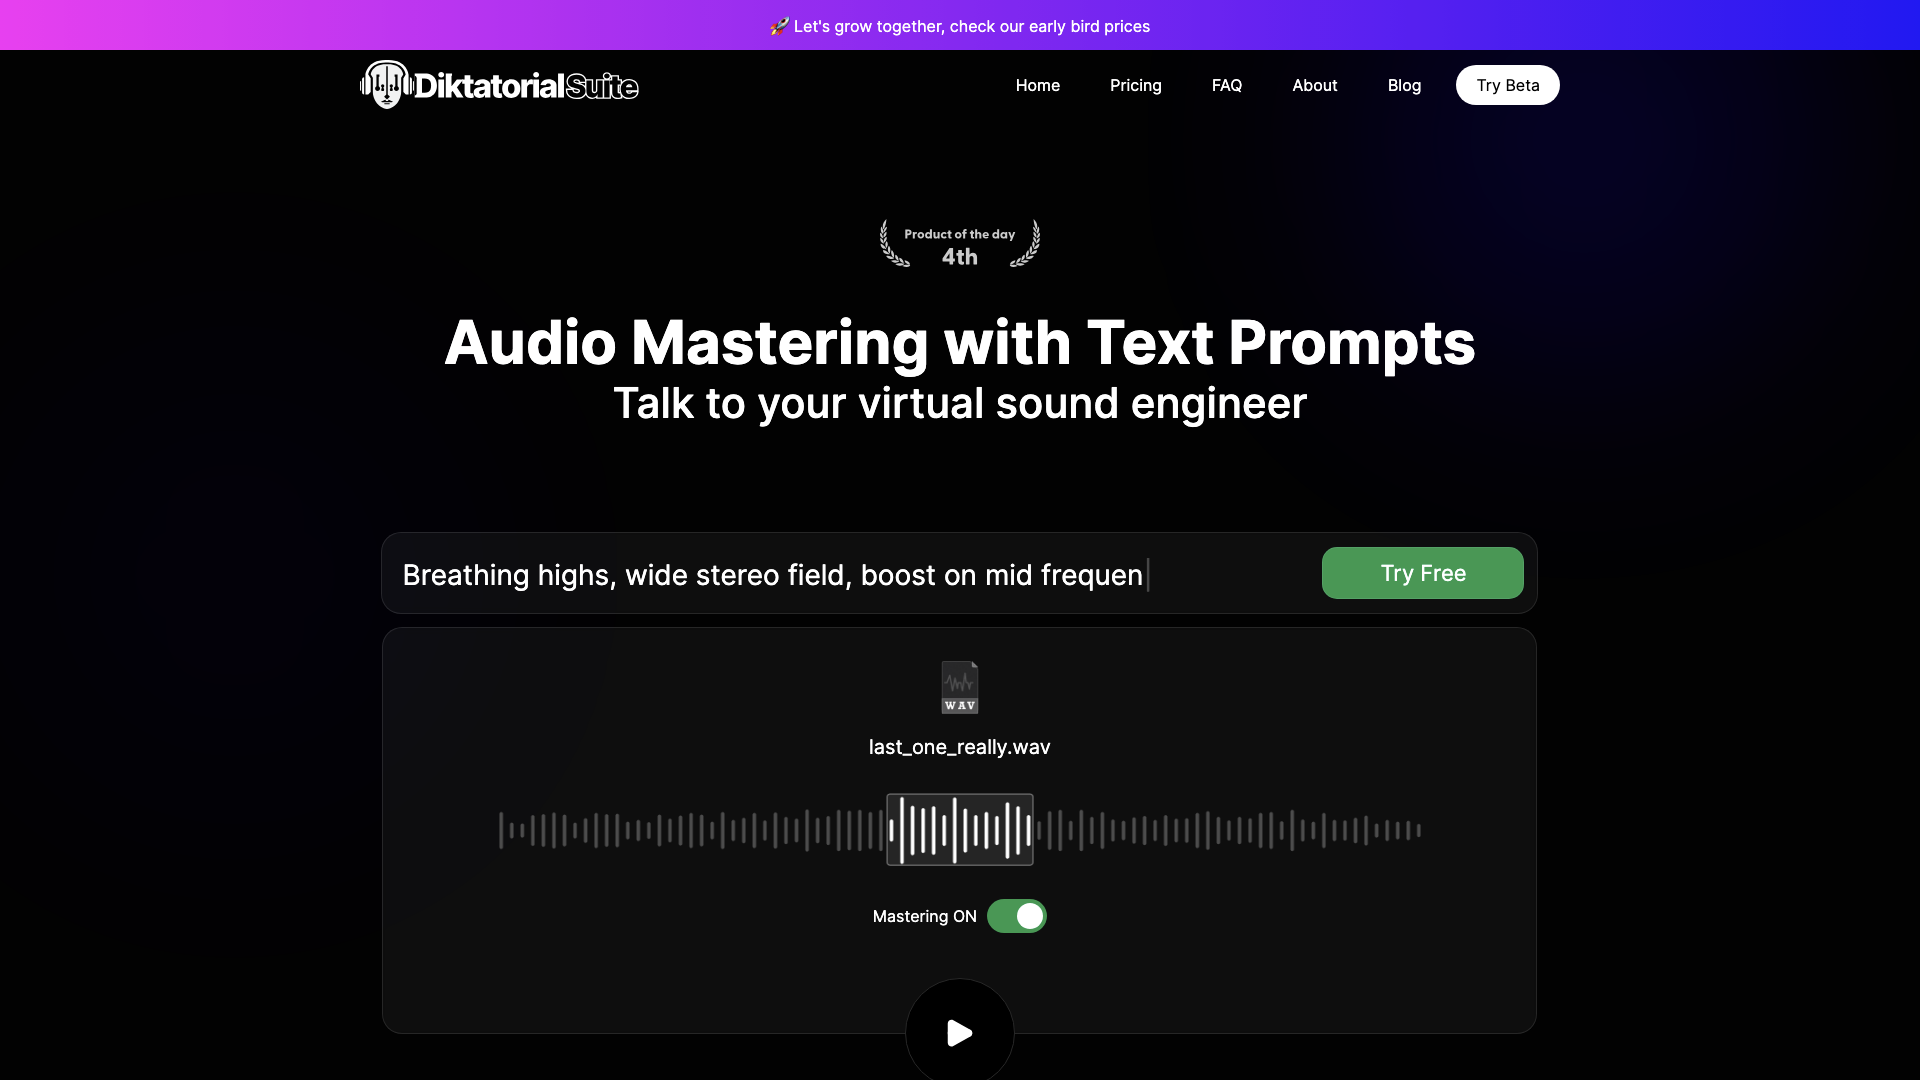 🚀 Let's grow together, check our early bird prices
DiktatorialSuite
Home Pricing FAQ About Blog Try Beta
Product of the day
4th
Audio Mastering with Text Prompts
Talk to your virtual sound engineer
Breathing highs, wide stereo field, boost on mid frequen
Try Free
WAV
last_one_really.wav
Mastering ON